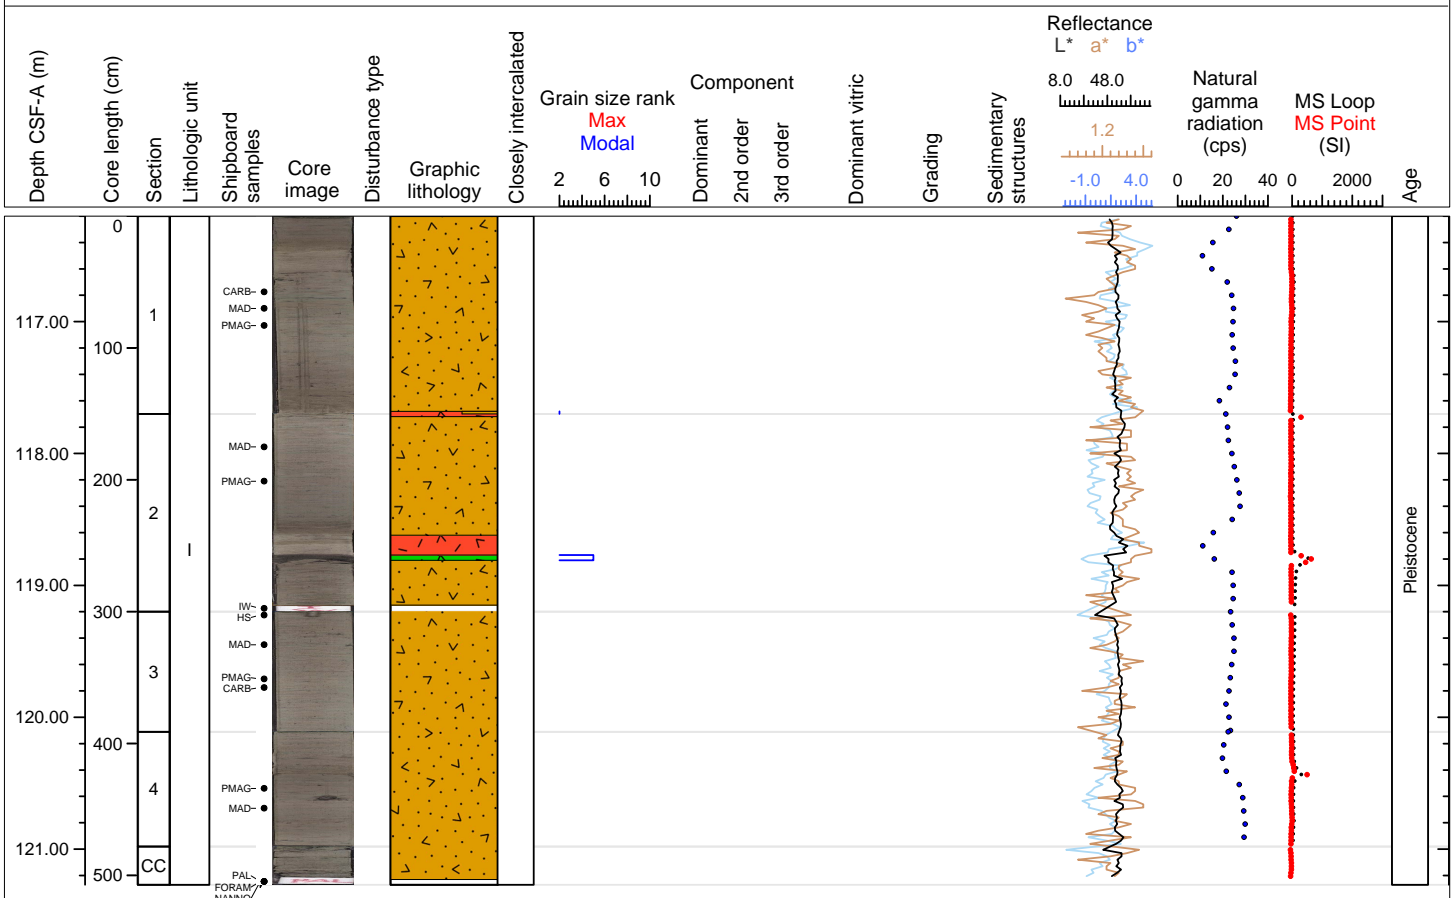 Depth CSF-A (m)
Core length (cm)
Section
Lithologic unit
Shipboard
samples
Core
image
Disturbance type
Graphic
lithology
Closely intercalated
Grain size rank
Max
Modal
2 6 10
Component
Dominant
2nd order
3rd order
Dominant vitric
Grading
Sedimentary
structures
Reflectance
L* a* b*
8.0 48.0
1.2
-1.0 4.0
Natural
gamma
radiation
(cps)
0 20 40
MS Loop
MS Point
(SI)
0 2000
Age
0
CARB
MAD
1
117.00
PMAG
100
MAD
118.00
200
PMAG
2
I
Pleistocene
119.00
IW
300
HS
MAD
3
PMAG
CARB
120.00
400
4
PMAG
MAD
121.00
CC
500
PAL
FORAM
NANNO